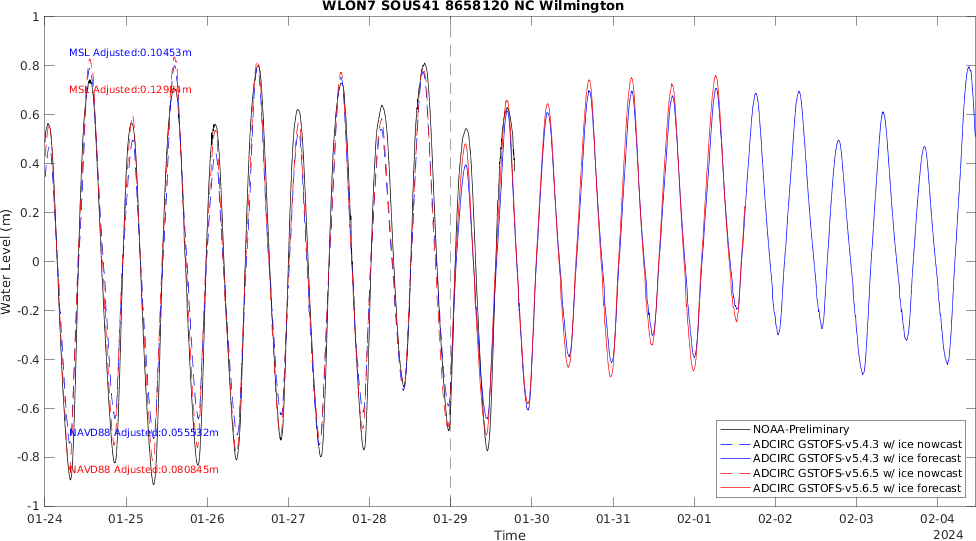 WLON7 SOUS41 8658120 NC Wilmington
1
0.8
0.6
0.4
0.2
0
-0.2
-0.4
-0.6
-0.8
-1
Water Level (m)
MSL Adjusted:0.10453m
MSL Adjusted:0.12984m
NAVD88 Adjusted:0.055532m
NAVD88 Adjusted:0.080845m
NOAA-Preliminary
ADCIRC GSTOFS-v5.4.3 w/ ice nowcast
ADCIRC GSTOFS-v5.4.3 w/ ice forecast
ADCIRC GSTOFS-v5.6.5 w/ ice nowcast
ADCIRC GSTOFS-v5.6.5 w/ ice forecast
01-24 01-25 01-26 01-27 01-28 01-29 01-30 01-31 02-01 02-02 02-03 02-04
Time
2024